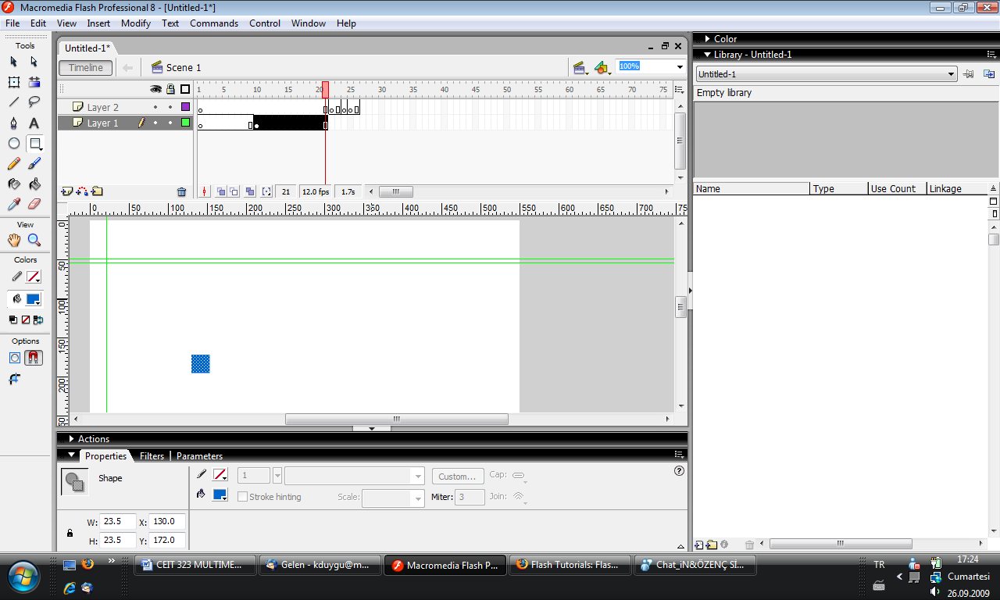 Macromedia Flash Professional 8 - [Untitled-1*]
File Edit View Insert Modify Text Commands Control Window Help
Tools
View
Colors
Options
Untitled-1*
Timeline
Scene 1
100%
1 5 10 15 20 25 30 35 40 45 50 55 60 65 70 75
Layer 2
Layer 1
21 12.0 fps 1.7s
0 50 100 150 200 250 300 350 400 450 500 550 600 650 700 75
0
50
100
150
200
Actions
Properties Filters Parameters
Shape
1
Custom... Cap:
Stroke hinting Scale: Miter: 3 Join:
W: 23.5 X: 130.0
H: 23.5 Y: 172.0
Color
Library - Untitled-1
Untitled-1
Empty library
Name Type Use Count Linkage
CEIT 323 MULTIME...
Gelen - kduygu@m...
Macromedia Flash P...
Flash Tutorials: Flas...
Chat_iN&ÖZENÇ Sİ...
TR
17:24
Cumartesi
26.09.2009